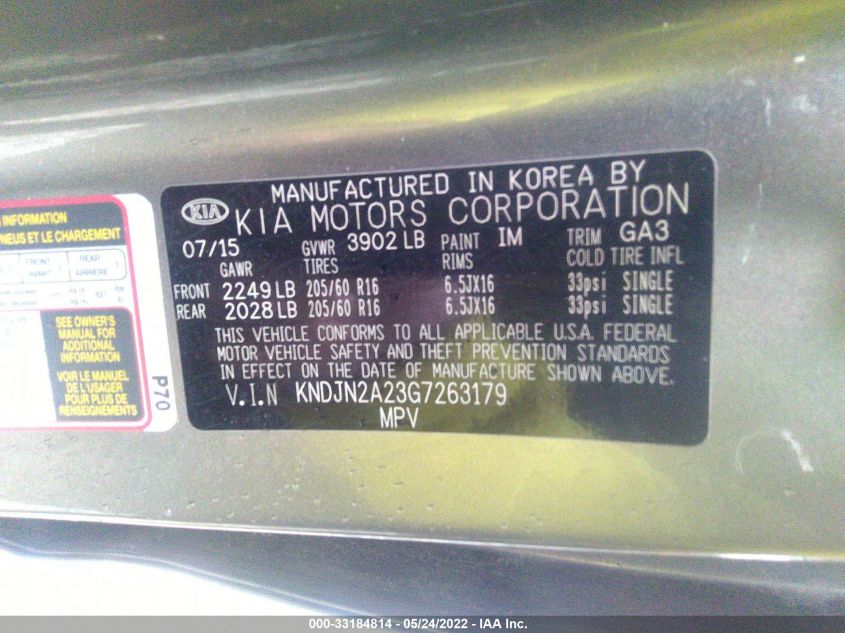 MANUFACTURED IN KOREA BY
KIA KIA MOTORS CORPORATION
07/15 GVWR 3902 LB PAINT IM TRIM GA3
GAWR TIRES RIMS COLD TIRE INFL
FRONT 2249 LB 205/60 R16 6.5JX16 33psi SINGLE
REAR 2028 LB 205/60 R16 6.5JX16 33psi SINGLE
THIS VEHICLE CONFORMS TO ALL APPLICABLE U.S.A. FEDERAL
MOTOR VEHICLE SAFETY AND THEFT PREVENTION STANDARDS
IN EFFECT ON THE DATE OF MANUFACTURE SHOWN ABOVE.
V.I.N KNDJN2A23G7263179
MPV
INFORMATION
PNEUS ET LE CHARGEMENT
FRONT
AVANT
REAR
ARRIÈRE
SEE OWNER'S
MANUAL FOR
ADDITIONAL
INFORMATION
VOIR LE MANUEL
DE L'USAGER
POUR PLUS DE
RENSEIGNEMENTS
P70
000-33184814 - 05/24/2022 - IAA Inc.